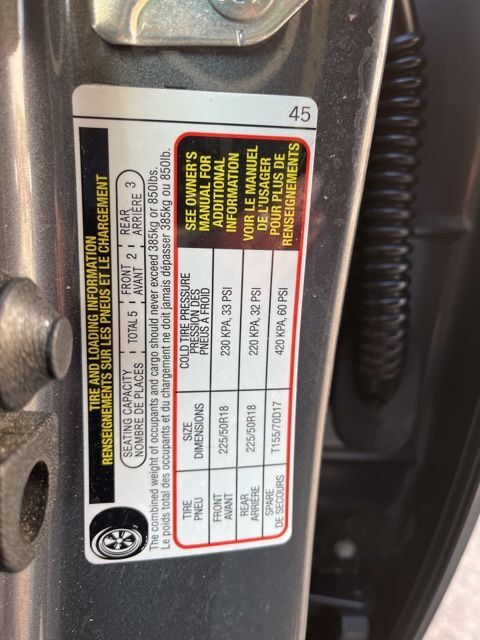 45
TIRE AND LOADING INFORMATION
RENSEIGNEMENTS SUR LES PNEUS ET LE CHARGEMENT
SEATING CAPACITY TOTAL 5 FRONT 2 REAR 3
NOMBRE DE PLACES AVANT ARRIÈRE
The combined weight of occupants and cargo should never exceed 385kg or 850lbs.
Le poids total des occupants et du chargement ne doit jamais dépasser 385kg ou 850lb.
TIRE SIZE COLD TIRE PRESSURE
PNEU DIMENSIONS PRESSION DES
PNEUS À FROID
FRONT 225/50R18 230 KPA, 33 PSI
AVANT
REAR 225/50R18 220 KPA, 32 PSI
ARRIÈRE
SPARE T155/70D17 420 KPA, 60 PSI
DE SECOURS
SEE OWNER'S
MANUAL FOR
ADDITIONAL
INFORMATION
VOIR LE MANUEL
DE L'USAGER
POUR PLUS DE
RENSEIGNEMENTS